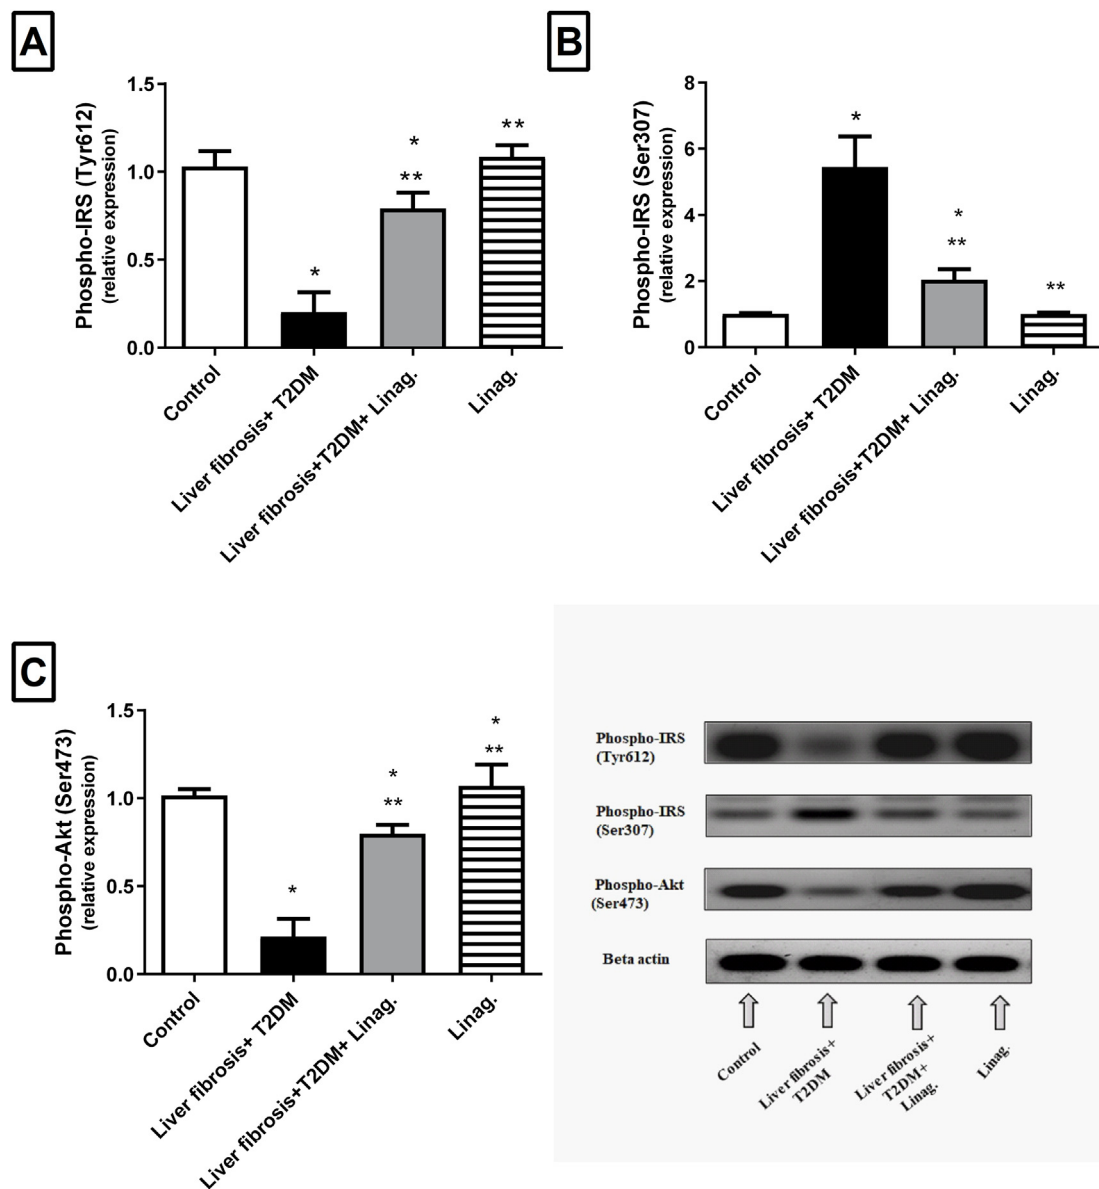 A
Phospho-IRS (Tyr612)
(relative expression)
1.5
1.0
0.5
0.0
*
*
**
**
Control
Liver fibrosis+ T2DM
Liver fibrosis+T2DM+ Linag.
Linag.
B
Phospho-IRS (Ser307)
(relative expression)
8
6
4
2
0
*
*
**
**
Control
Liver fibrosis+ T2DM
Liver fibrosis+T2DM+ Linag.
Linag.
C
Phospho-Akt (Ser473)
(relative expression)
1.5
1.0
0.5
0.0
*
*
**
*
**
Control
Liver fibrosis+ T2DM
Liver fibrosis+T2DM+ Linag.
Linag.
Phospho-IRS
(Tyr612)
Phospho-IRS
(Ser307)
Phospho-Akt
(Ser473)
Beta actin
Control
Liver fibrosis+
T2DM
Liver fibrosis+
T2DM+
Linag.
Linag.